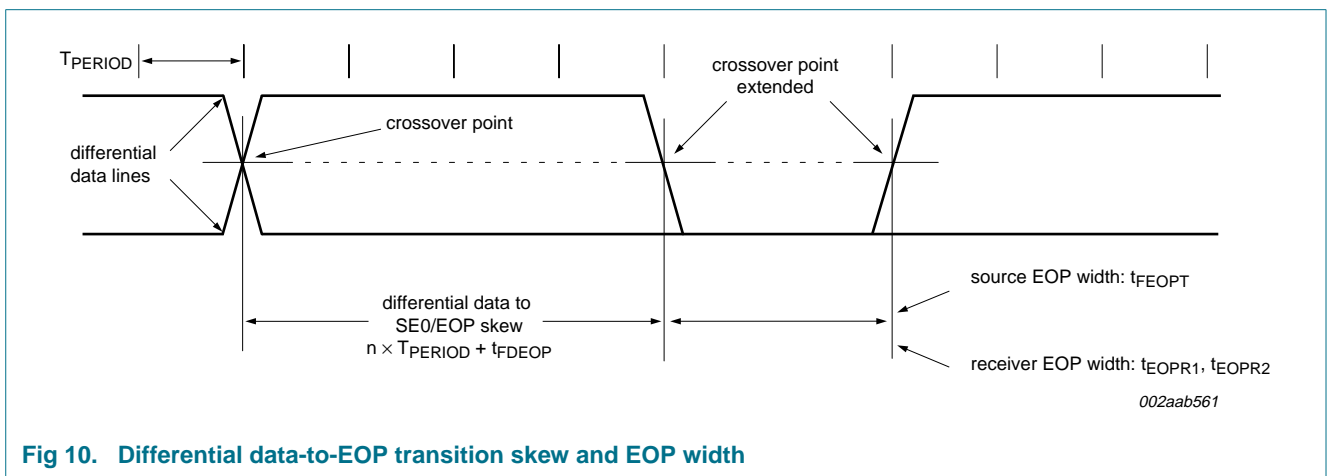 TPERIOD
crossover point
extended
crossover point
differential
data lines
source EOP width: tFEOPT
differential data to
SE0/EOP skew
n × TPERIOD + tFDEOP
receiver EOP width: tEOPR1, tEOPR2
002aab561
Fig 10. Differential data-to-EOP transition skew and EOP width